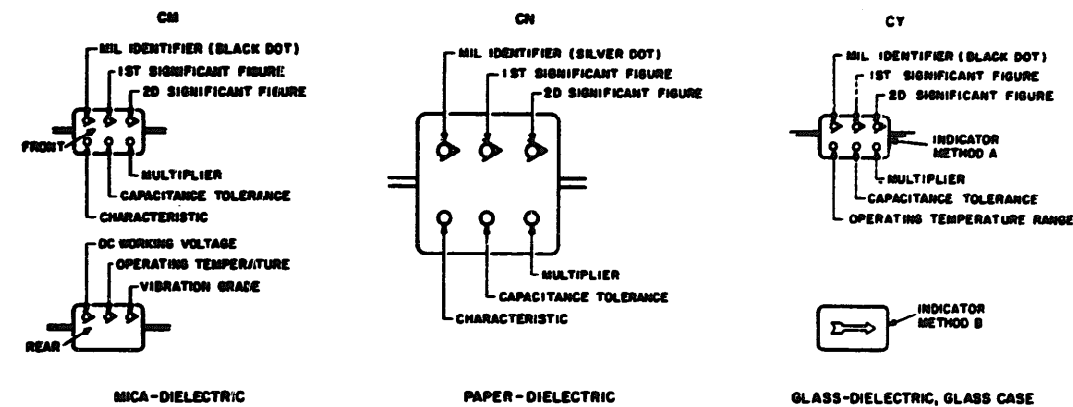 CM
MIL IDENTIFIER (BLACK DOT)
1ST SIGNIFICANT FIGURE
2D SIGNIFICANT FIGURE
FRONT
MULTIPLIER
CAPACITANCE TOLERANCE
CHARACTERISTIC
DC WORKING VOLTAGE
OPERATING TEMPERATURE
VIBRATION GRADE
REAR
MICA-DIELECTRIC
CN
MIL IDENTIFIER (SILVER DOT)
1ST SIGNIFICANT FIGURE
2D SIGNIFICANT FIGURE
MULTIPLIER
CAPACITANCE TOLERANCE
CHARACTERISTIC
PAPER-DIELECTRIC
CY
MIL IDENTIFIER (BLACK DOT)
1ST SIGNIFICANT FIGURE
2D SIGNIFICANT FIGURE
INDICATOR
METHOD A
MULTIPLIER
CAPACITANCE TOLERANCE
OPERATING TEMPERATURE RANGE
INDICATOR
METHOD B
GLASS-DIELECTRIC, GLASS CASE